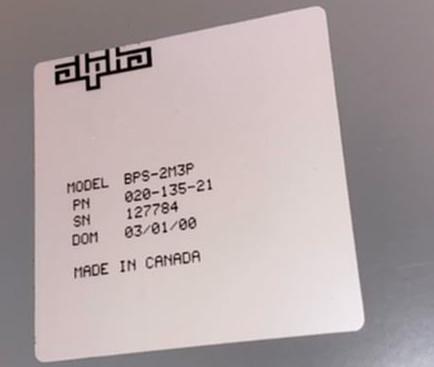 alpha
MODEL BPS-2M3P
PN 020-135-21
SN 127784
DOM 03/01/00
MADE IN CANADA